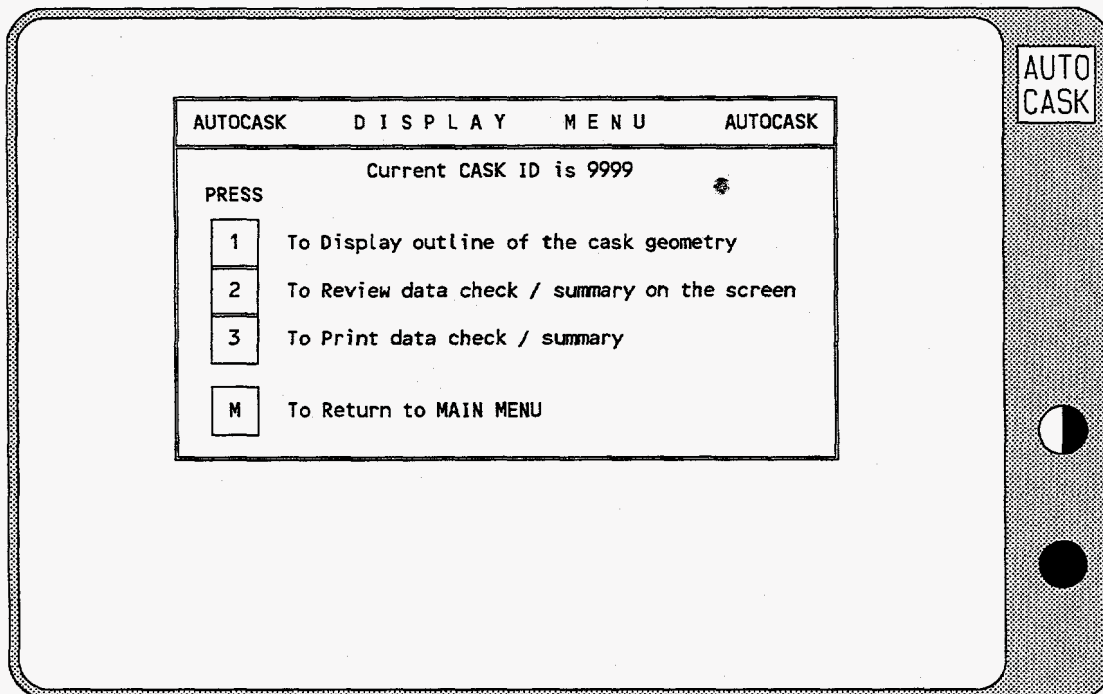 AUTO
CASK
AUTOCASK D I S P L A Y M E N U AUTOCASK
Current CASK ID is 9999
PRESS
1 To Display outline of the cask geometry
2 To Review data check / summary on the screen
3 To Print data check / summary
M To Return to MAIN MENU